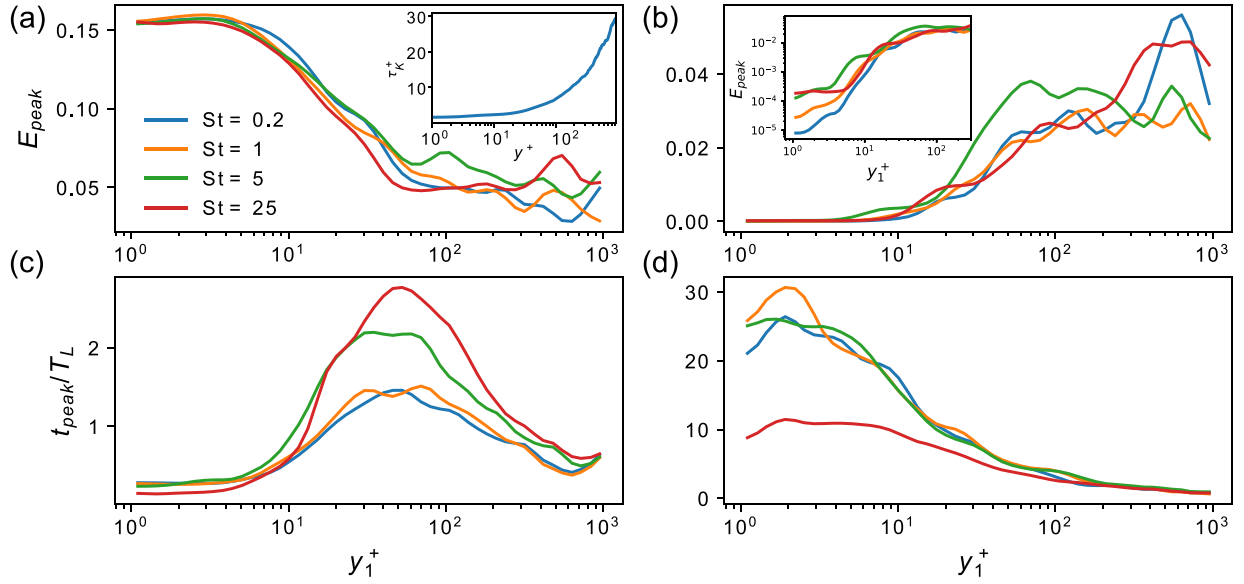 (a)
E_peak
0.15
0.10
0.05
St = 0.2
St = 1
St = 5
St = 25
τ_K^+
30
20
10
10^0
10^1
10^2
y^+
10^0
10^1
10^2
10^3
(b)
0.04
0.02
0.00
E_peak
10^-2
10^-3
10^-4
10^-5
10^0
10^1
10^2
y_1^+
10^0
10^1
10^2
10^3
(c)
t_peak/T_L
2
1
10^0
10^1
10^2
10^3
y_1^+
(d)
30
20
10
0
10^0
10^1
10^2
10^3
y_1^+